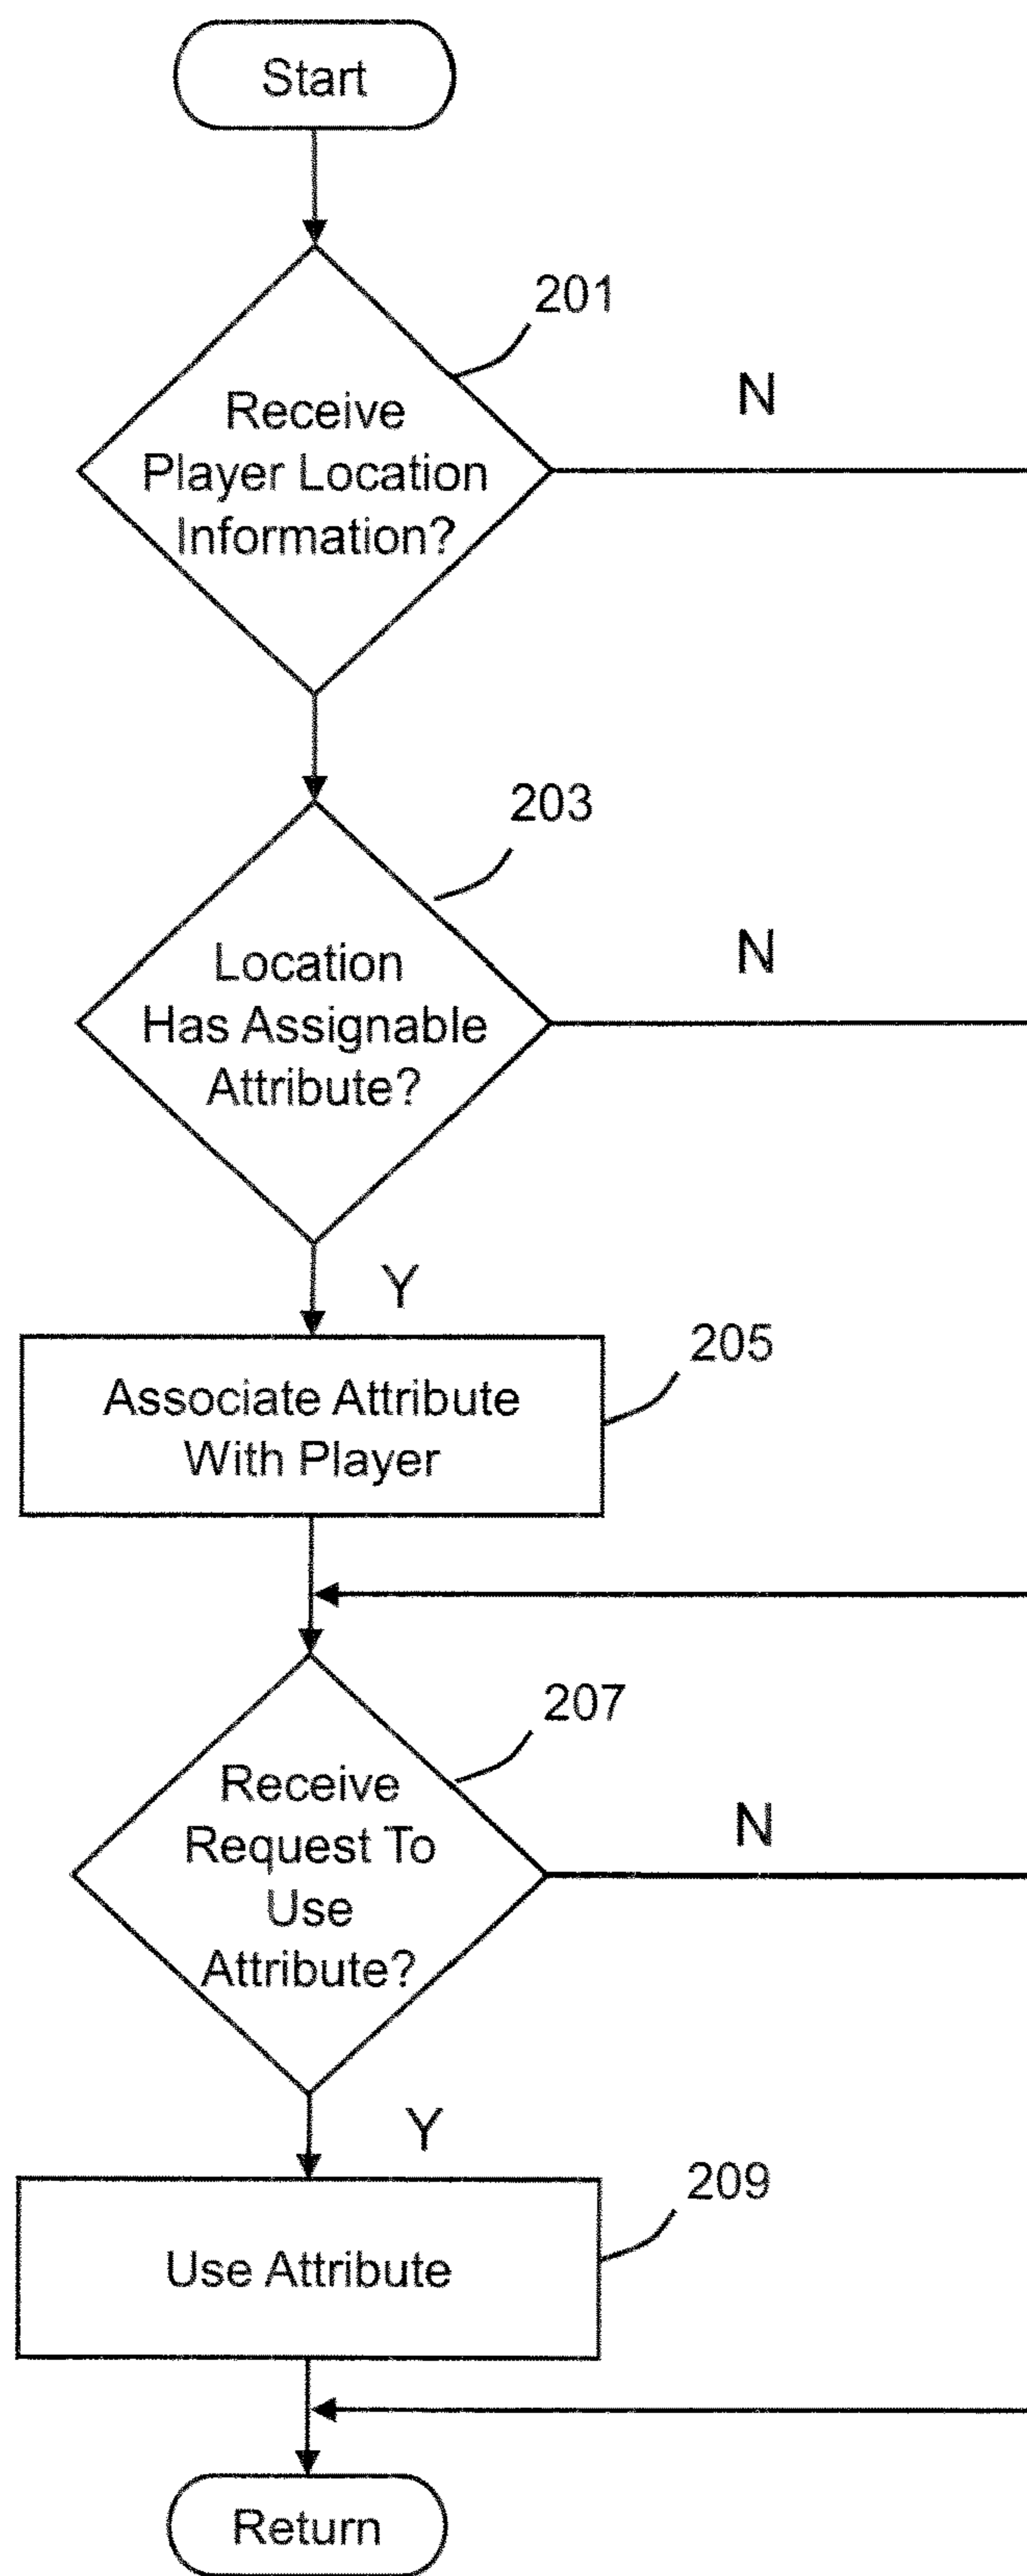 Start
201
Receive
Player Location
Information?
N
203
Location
Has Assignable
Attribute?
N
Y
205
Associate Attribute
With Player
207
Receive
Request To
Use
Attribute?
N
Y
209
Use Attribute
Return